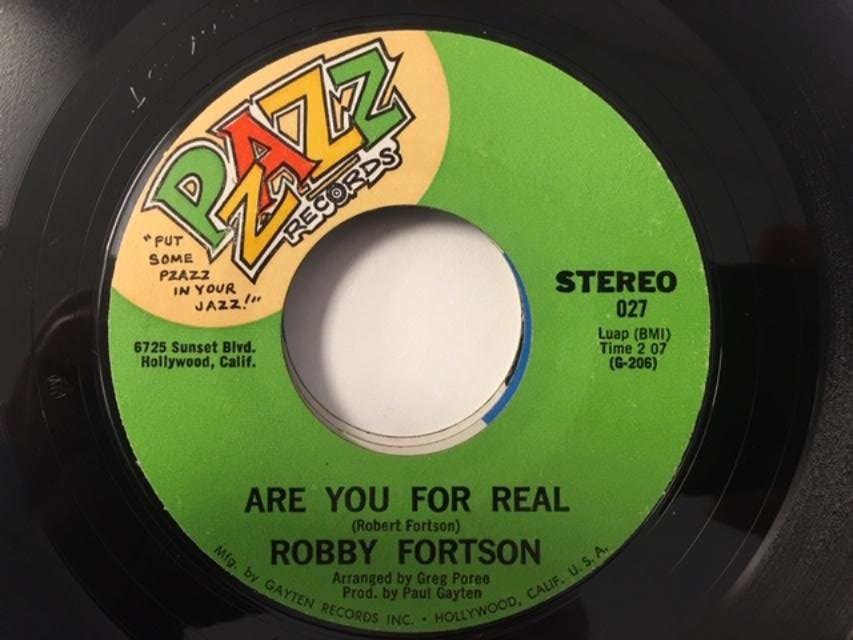 PZAZZ
RECORDS
"PUT
SOME
PZAZZ
IN YOUR
JAZZ!"
6725 Sunset Blvd.
Hollywood, Calif.
STEREO
027
Luap (BMI)
Time 2 07
(G-206)
ARE YOU FOR REAL
(Robert Fortson)
ROBBY FORTSON
Arranged by Greg Poree
Prod. by Paul Gayten
Mfg. by GAYTEN RECORDS INC. • HOLLYWOOD, CALIF. U. S. A.